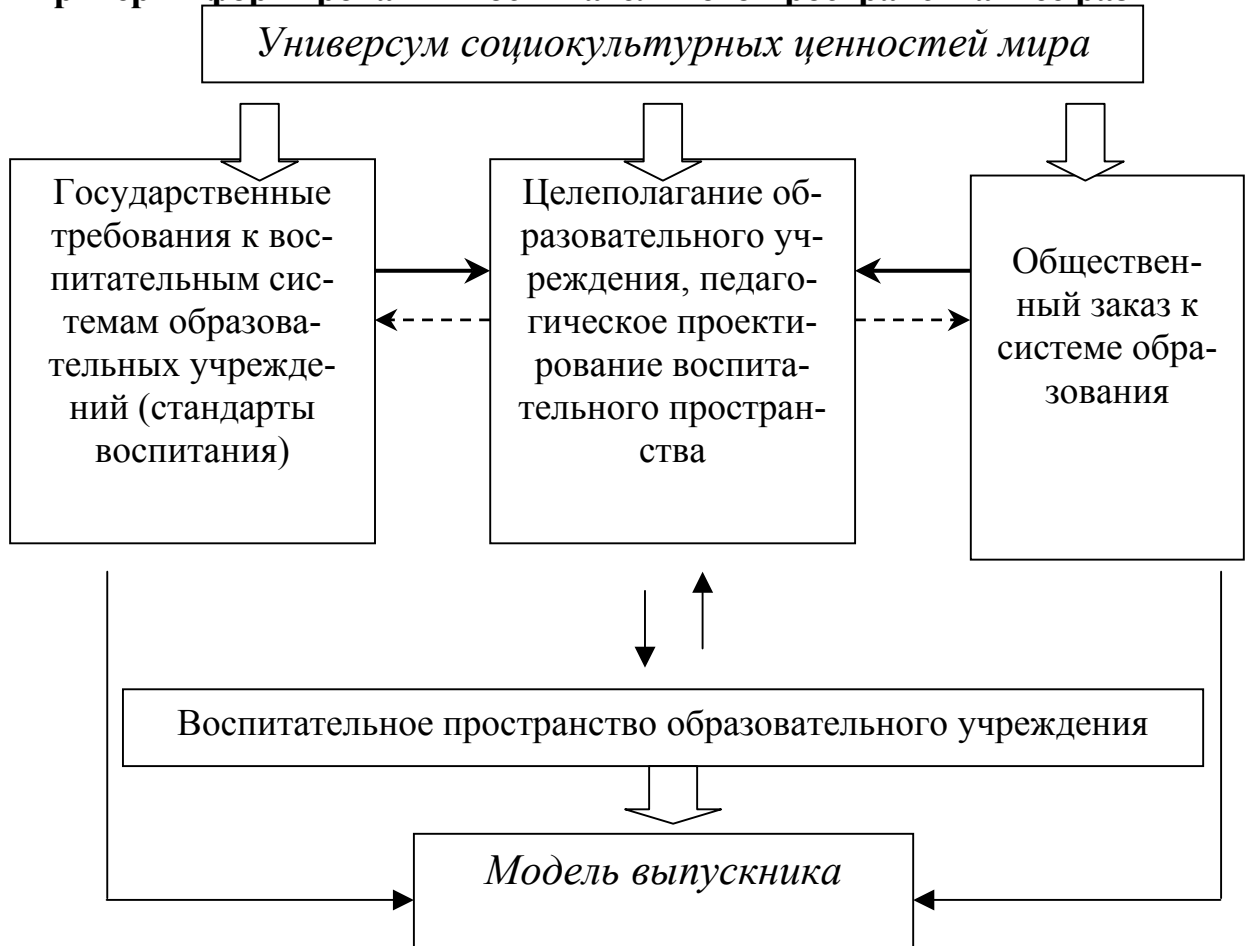 Универсум социокультурных ценностей мира
Государственные
требования к вос-
питательным сис-
темам образова-
тельных учрежде-
ний (стандарты
воспитания)
Целеполагание об-
разовательного уч-
реждения, педаго-
гическое проекти-
рование воспита-
тельного простран-
ства
Обществен-
ный заказ к
системе обра-
зования
Воспитательное пространство образовательного учреждения
Модель выпускника